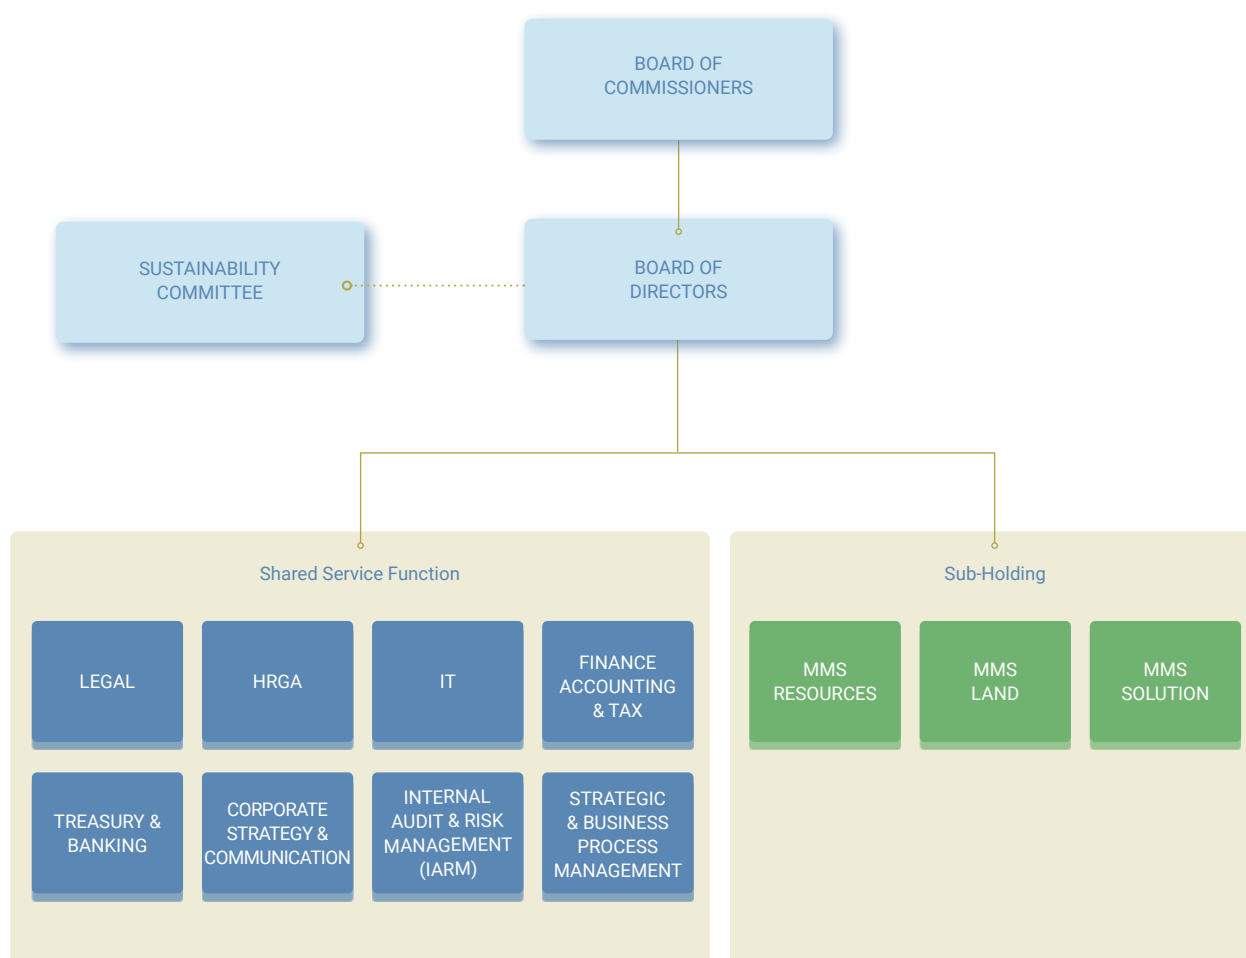 BOARD OF
COMMISSIONERS
SUSTAINABILITY
COMMITTEE
BOARD OF
DIRECTORS
Shared Service Function
LEGAL
HRGA
IT
FINANCE
ACCOUNTING
& TAX
TREASURY &
BANKING
CORPORATE
STRATEGY &
COMMUNICATION
INTERNAL
AUDIT & RISK
MANAGEMENT
(IARM)
STRATEGIC
& BUSINESS
PROCESS
MANAGEMENT
Sub-Holding
MMS
RESOURCES
MMS
LAND
MMS
SOLUTION